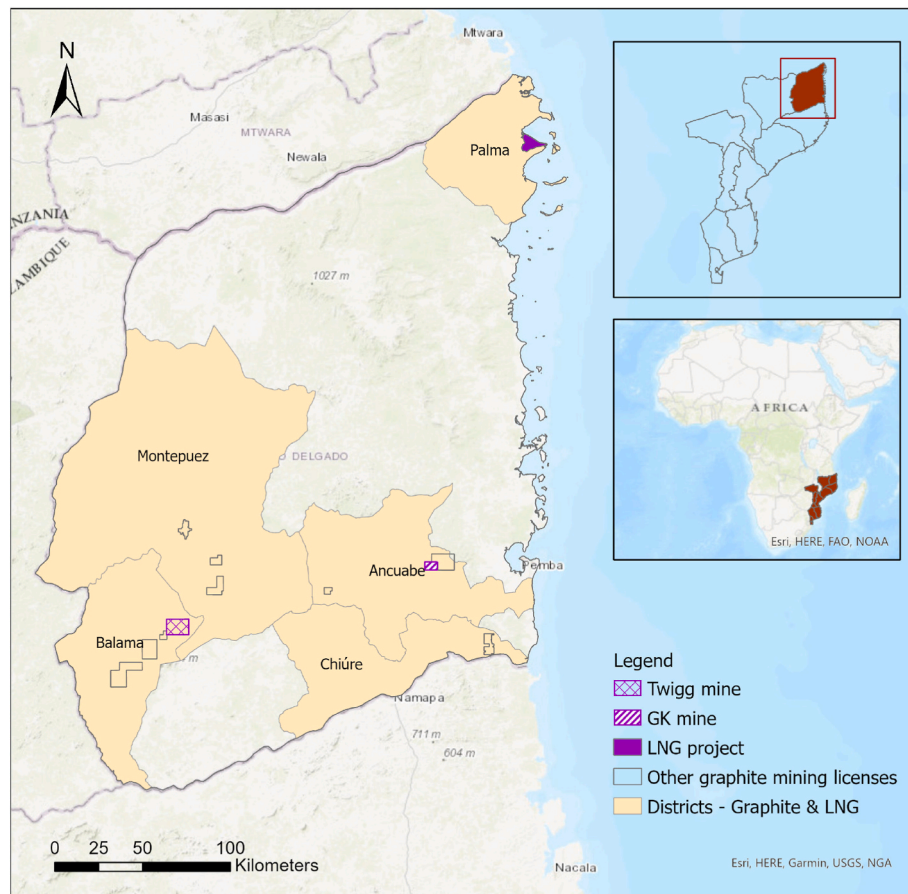 Mtwara
N
Masasi
MTWARA
Palma
Newala
ANZANIA
AMBIQUE
1027 m
AFRICA
Montepuez
DELGADO
Esri, HERE, FAO, NOAA
Ancuabe
Pemba
Balama
m
Chiúre
Namapa
711 m
604 m
Legend
Twigg mine
GK mine
LNG project
Other graphite mining licenses
Districts - Graphite & LNG
0 25 50 100
Kilometers
Nacala
Esri, HERE, Garmin, USGS, NGA